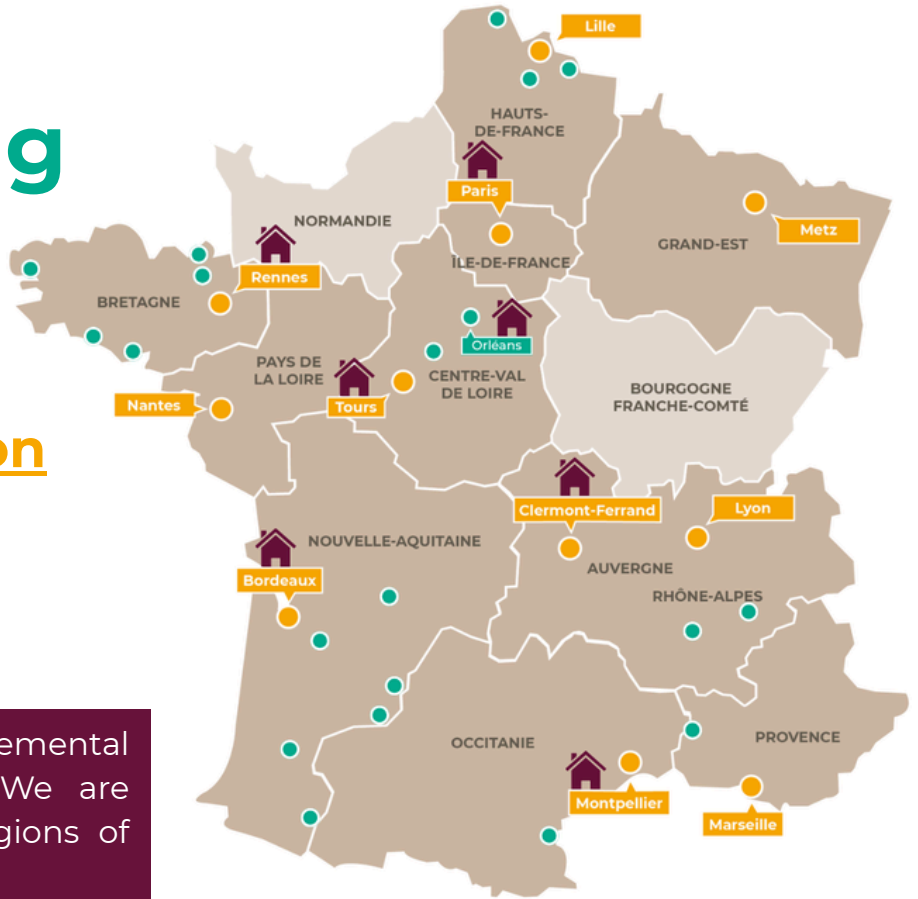 Lille
HAUTS-
DE-FRANCE
g
Paris
NORMANDIE
Metz
GRAND-EST
ÎLE-DE-FRANCE
Rennes
BRETAGNE
Orléans
PAYS DE
LA LOIRE
CENTRE-VAL
DE LOIRE
BOURGOGNE
FRANCHE-COMTÉ
Nantes
Tours
on
Clermont-Ferrand
Lyon
NOUVELLE-AQUITAINE
AUVERGNE
Bordeaux
RHÔNE-ALPES
emental
We are
gions of
OCCITANIE
PROVENCE
Montpellier
Marseille